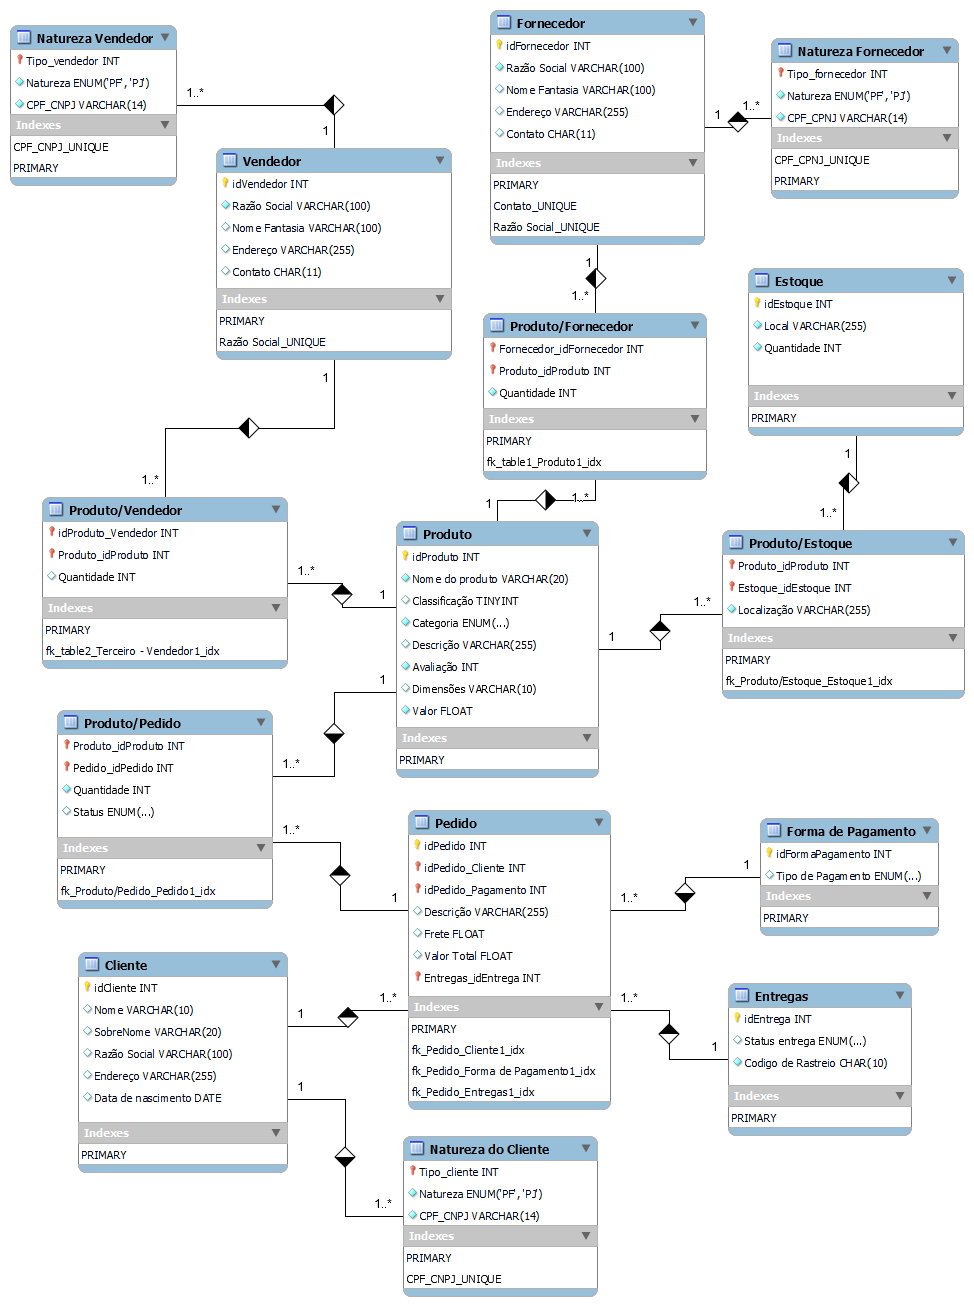 Natureza Vendedor
Tipo_vendedor INT
Natureza ENUM('PF','PJ')
CPF_CNPJ VARCHAR(14)
Indexes
CPF_CNPJ_UNIQUE
PRIMARY
1..*
1
Vendedor
idVendedor INT
Razão Social VARCHAR(100)
Nome Fantasia VARCHAR(100)
Endereço VARCHAR(255)
Contato CHAR(11)
Indexes
PRIMARY
Razão Social_UNIQUE
1
1..*
Fornecedor
idFornecedor INT
Razão Social VARCHAR(100)
Nome Fantasia VARCHAR(100)
Endereço VARCHAR(255)
Contato CHAR(11)
Indexes
PRIMARY
Contato_UNIQUE
Razão Social_UNIQUE
1
1..*
Natureza Fornecedor
Tipo_fornecedor INT
Natureza ENUM('PF','PJ')
CPF_CPNJ VARCHAR(14)
Indexes
CPF_CPNJ_UNIQUE
PRIMARY
1
1..*
Produto/Fornecedor
Fornecedor_idFornecedor INT
Produto_idProduto INT
Quantidade INT
Indexes
PRIMARY
fk_table1_Produto1_idx
1
1..*
Estoque
idEstoque INT
Local VARCHAR(255)
Quantidade INT
Indexes
PRIMARY
1
1..*
Produto/Vendedor
idProduto_Vendedor INT
Produto_idProduto INT
Quantidade INT
Indexes
PRIMARY
fk_table2_Terceiro - Vendedor1_idx
1..*
1
Produto
idProduto INT
Nome do produto VARCHAR(20)
Classificação TINYINT
Categoria ENUM(...)
Descrição VARCHAR(255)
Avaliação INT
Dimensões VARCHAR(10)
Valor FLOAT
Indexes
PRIMARY
1
1..*
Produto/Estoque
Produto_idProduto INT
Estoque_idEstoque INT
Localização VARCHAR(255)
Indexes
PRIMARY
fk_Produto/Estoque_Estoque1_idx
1
1..*
Produto/Pedido
Produto_idProduto INT
Pedido_idPedido INT
Quantidade INT
Status ENUM(...)
Indexes
PRIMARY
fk_Produto/Pedido_Pedido1_idx
1..*
1
Pedido
idPedido INT
idPedido_Cliente INT
idPedido_Pagamento INT
Descrição VARCHAR(255)
Frete FLOAT
Valor Total FLOAT
Entregas_idEntrega INT
Indexes
PRIMARY
fk_Pedido_Cliente1_idx
fk_Pedido_Forma de Pagamento1_idx
fk_Pedido_Entregas1_idx
1..*
1
Forma de Pagamento
idFormaPagamento INT
Tipo de Pagamento ENUM(...)
Indexes
PRIMARY
Cliente
idCliente INT
Nome VARCHAR(10)
SobreNome VARCHAR(20)
Razão Social VARCHAR(100)
Endereço VARCHAR(255)
Data de nascimento DATE
Indexes
PRIMARY
1
1..*
1..*
1
Entregas
idEntrega INT
Status entrega ENUM(...)
Codigo de Rastreio CHAR(10)
Indexes
PRIMARY
1
1..*
Natureza do Cliente
Tipo_cliente INT
Natureza ENUM('PF','PJ')
CPF_CNPJ VARCHAR(14)
Indexes
PRIMARY
CPF_CNPJ_UNIQUE